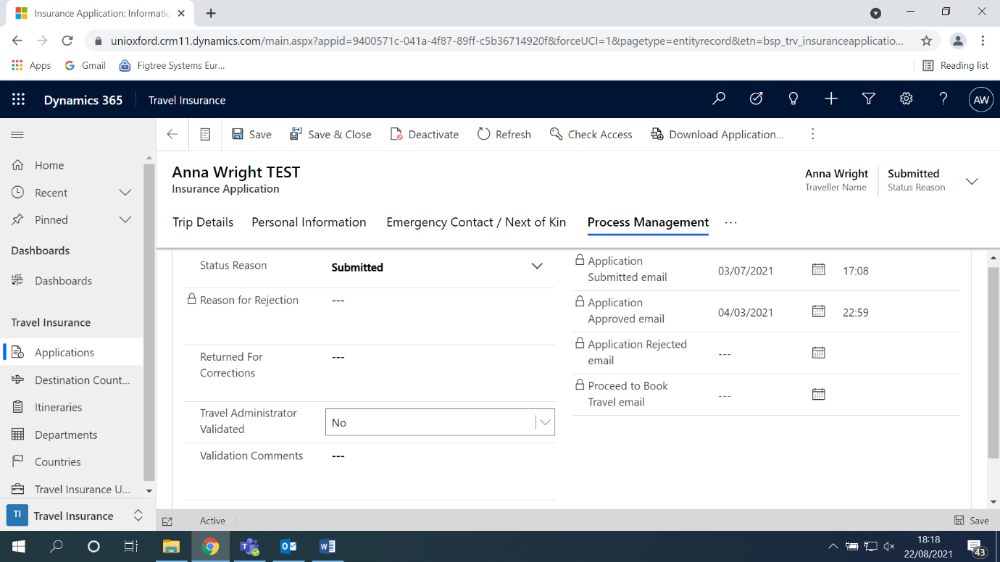 Insurance Application: Informatio
unioxford.crm11.dynamics.com/main.aspx?appid=9400571c-041a-4f87-89ff-c5b36714920f&forceUCI=1&pagetype=entityrecord&etn=bsp_trv_insuranceapplicatio...
Apps
Gmail
Figtree Systems Eur...
Reading list
Dynamics 365
Travel Insurance
AW
Save
Save & Close
Deactivate
Refresh
Check Access
Download Application...
Home
Recent
Pinned
Dashboards
Dashboards
Travel Insurance
Applications
Destination Count...
Itineraries
Departments
Countries
Travel Insurance U...
TI
Travel Insurance
Anna Wright TEST
Insurance Application
Anna Wright
Traveller Name
Submitted
Status Reason
Trip Details
Personal Information
Emergency Contact / Next of Kin
Process Management
...
Status Reason
Submitted
Reason for Rejection
---
Returned For
Corrections
---
Travel Administrator
Validated
No
Validation Comments
---
Application
Submitted email
03/07/2021
17:08
Application
Approved email
04/03/2021
22:59
Application Rejected
email
---
Proceed to Book
Travel email
---
Active
Save
18:18
22/08/2021
43